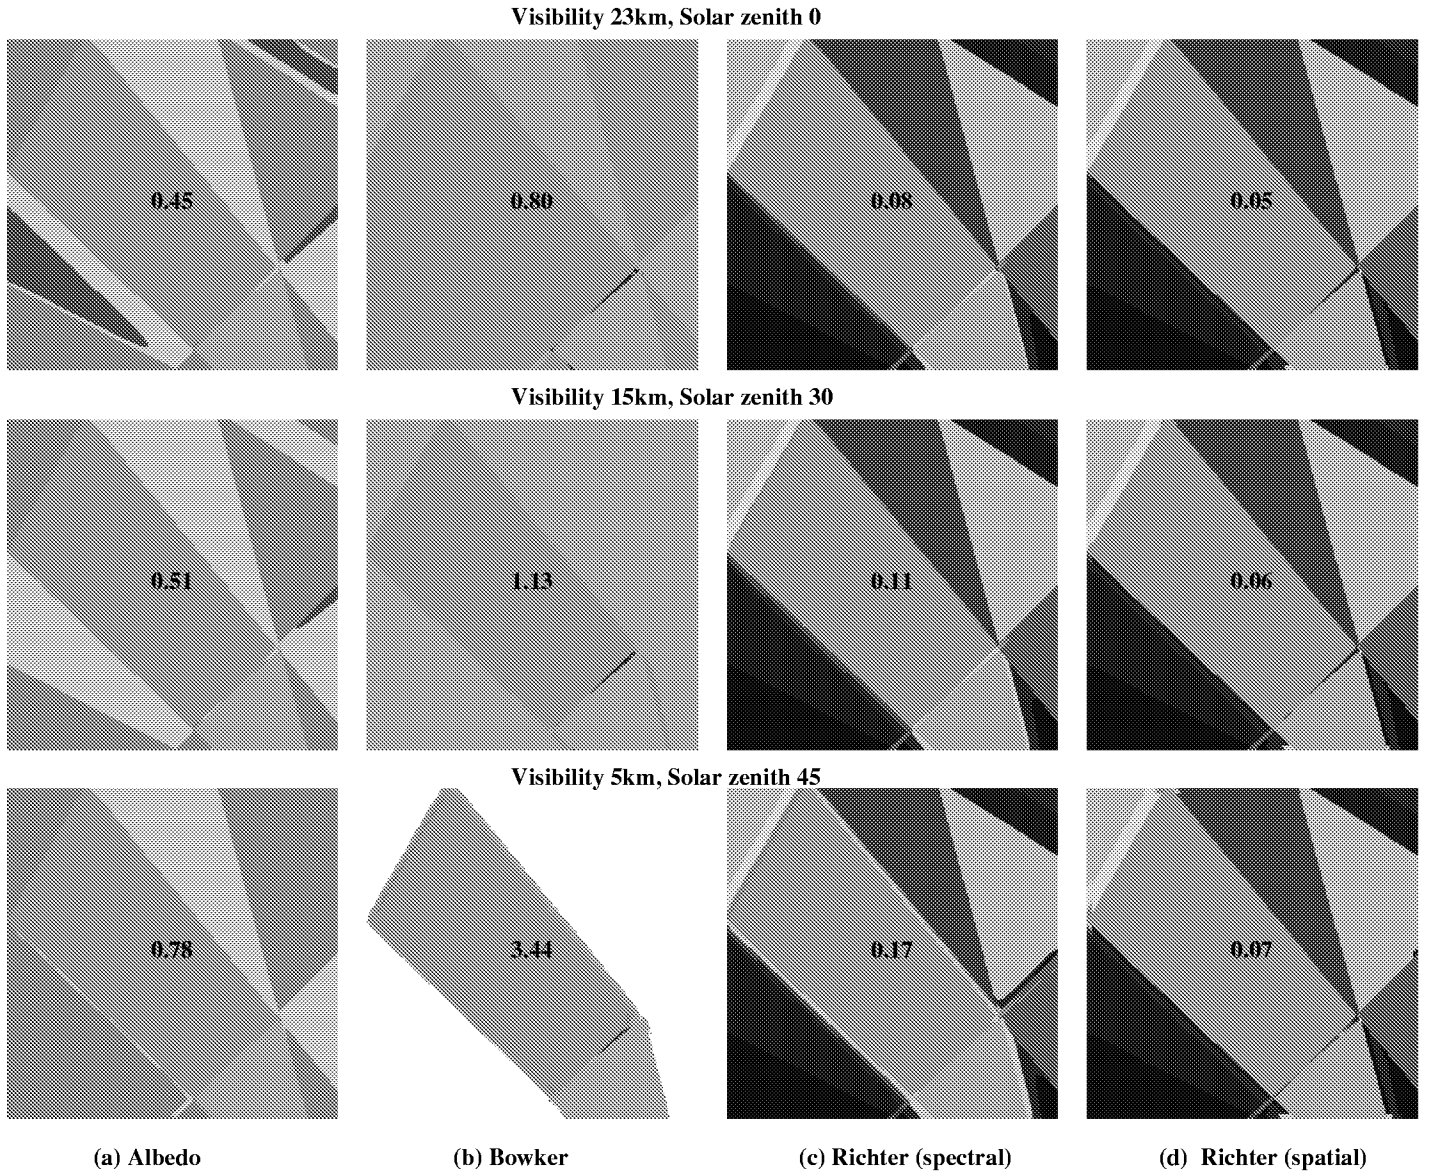 Visibility 23km, Solar zenith 0
0.45 0.80 0.08 0.05
Visibility 15km, Solar zenith 30
0.51 1.13 0.11 0.06
Visibility 5km, Solar zenith 45
0.78 3.44 0.17 0.07
(a) Albedo (b) Bowker (c) Richter (spectral) (d) Richter (spatial)